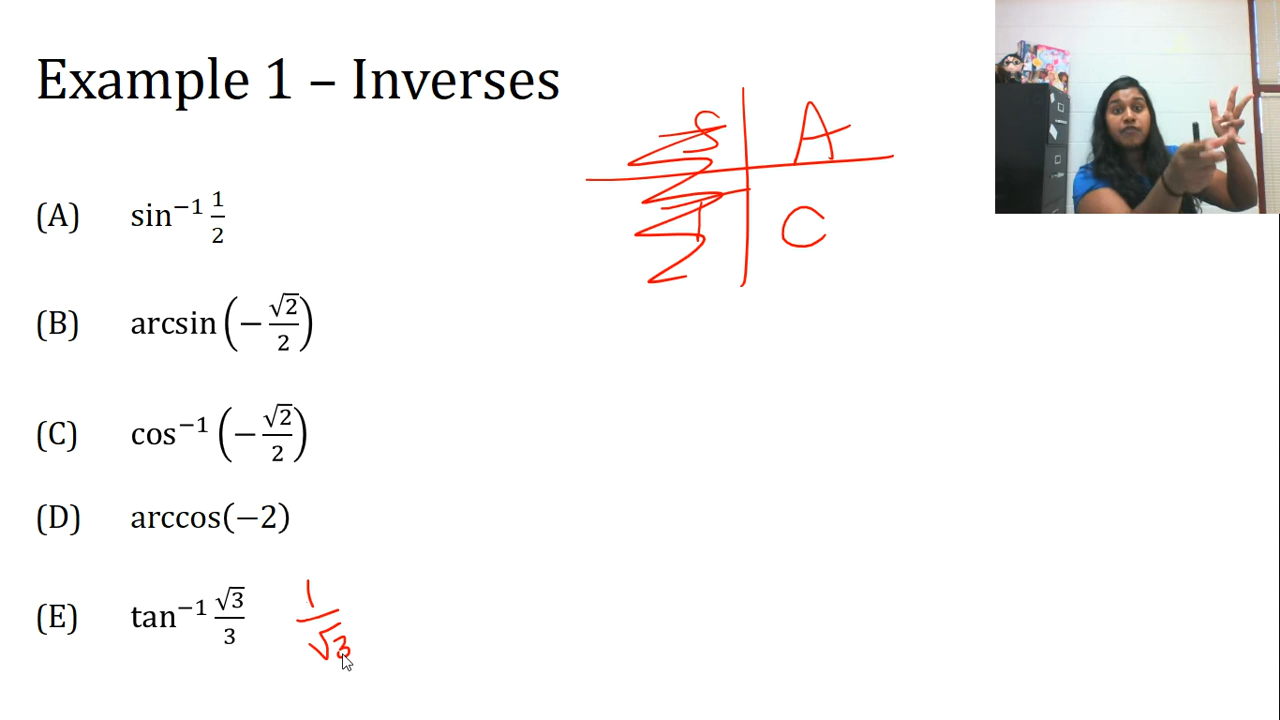 Example 1 – Inverses
S A
T C
(A) sin⁻¹ 1/2
(B) arcsin(−√2/2)
(C) cos⁻¹(−√2/2)
(D) arccos(−2)
(E) tan⁻¹ √3/3 1/√3